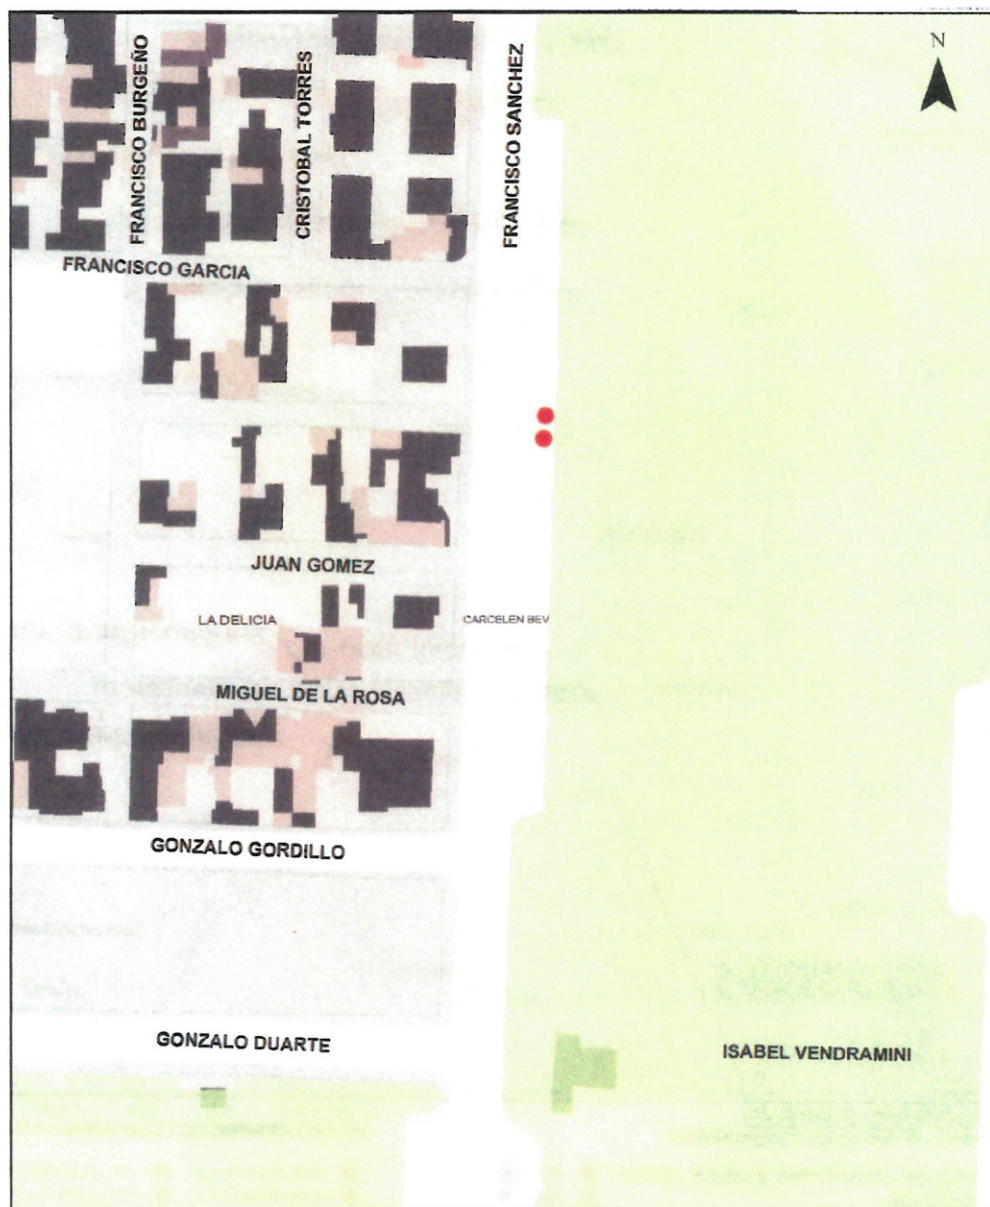 N
FRANCISCO BURGEÑO
CRISTOBAL TORRES
FRANCISCO SANCHEZ
FRANCISCO GARCIA
JUAN GOMEZ
LA DELICIA
CARCELEN BEV
MIGUEL DE LA ROSA
GONZALO GORDILLO
GONZALO DUARTE
ISABEL VENDRAMINI